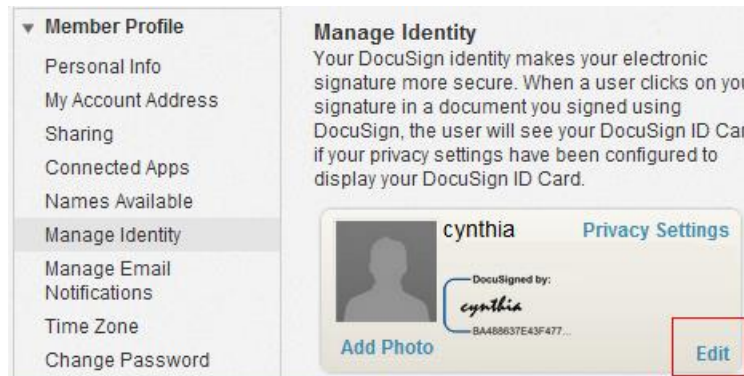 Member Profile
Personal Info
My Account Address
Sharing
Connected Apps
Names Available
Manage Identity
Manage Email
Notifications
Time Zone
Change Password
Manage Identity
Your DocuSign identity makes your electronic
signature more secure. When a user clicks on you
signature in a document you signed using
DocuSign, the user will see your DocuSign ID Car
if your privacy settings have been configured to
display your DocuSign ID Card.
cynthia
Privacy Settings
DocuSigned by:
cynthia
BA488637E43F477...
Add Photo
Edit